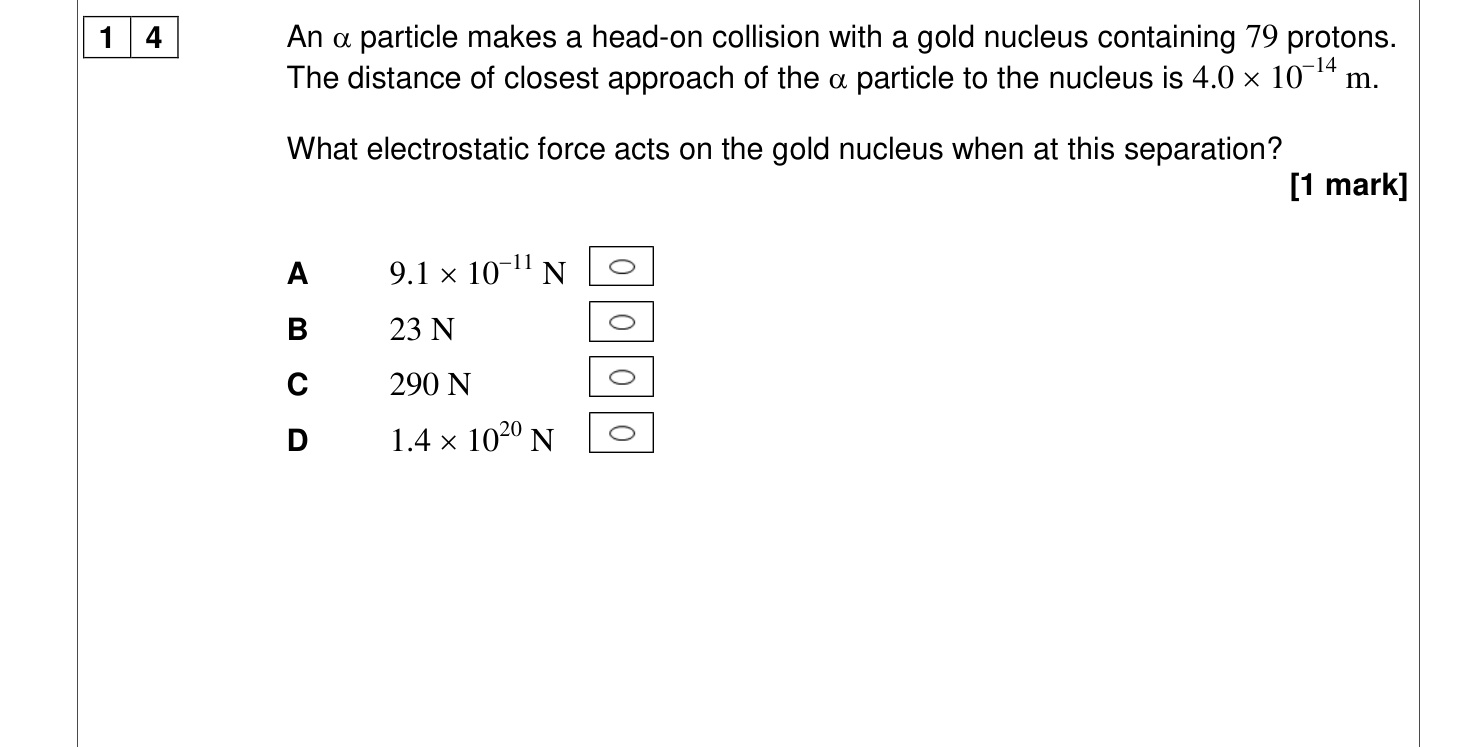 1 4 An α particle makes a head-on collision with a gold nucleus containing 79 protons.
The distance of closest approach of the α particle to the nucleus is 4.0 × 10⁻¹⁴ m.
What electrostatic force acts on the gold nucleus when at this separation?
[1 mark]
A 9.1 × 10⁻¹¹ N
B 23 N
C 290 N
D 1.4 × 10²⁰ N